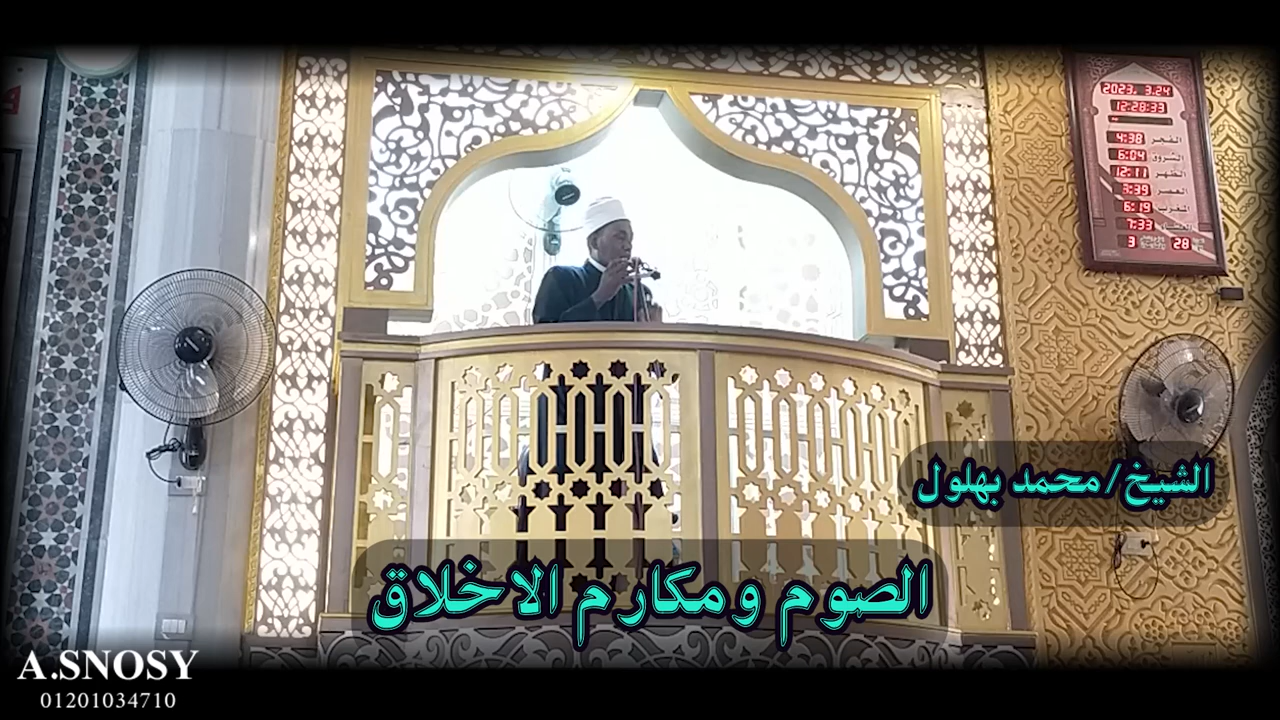 2023. 3.24
12:28:33
4:38 الفجر
6:04 الشروق
12:11 الظهر
3:39 العصر
6:19 المغرب
7:33 العشاء
3 28
الشيخ/محمد بهلول
الصوم ومكارم الاخلاق
A.SNOSY
01201034710